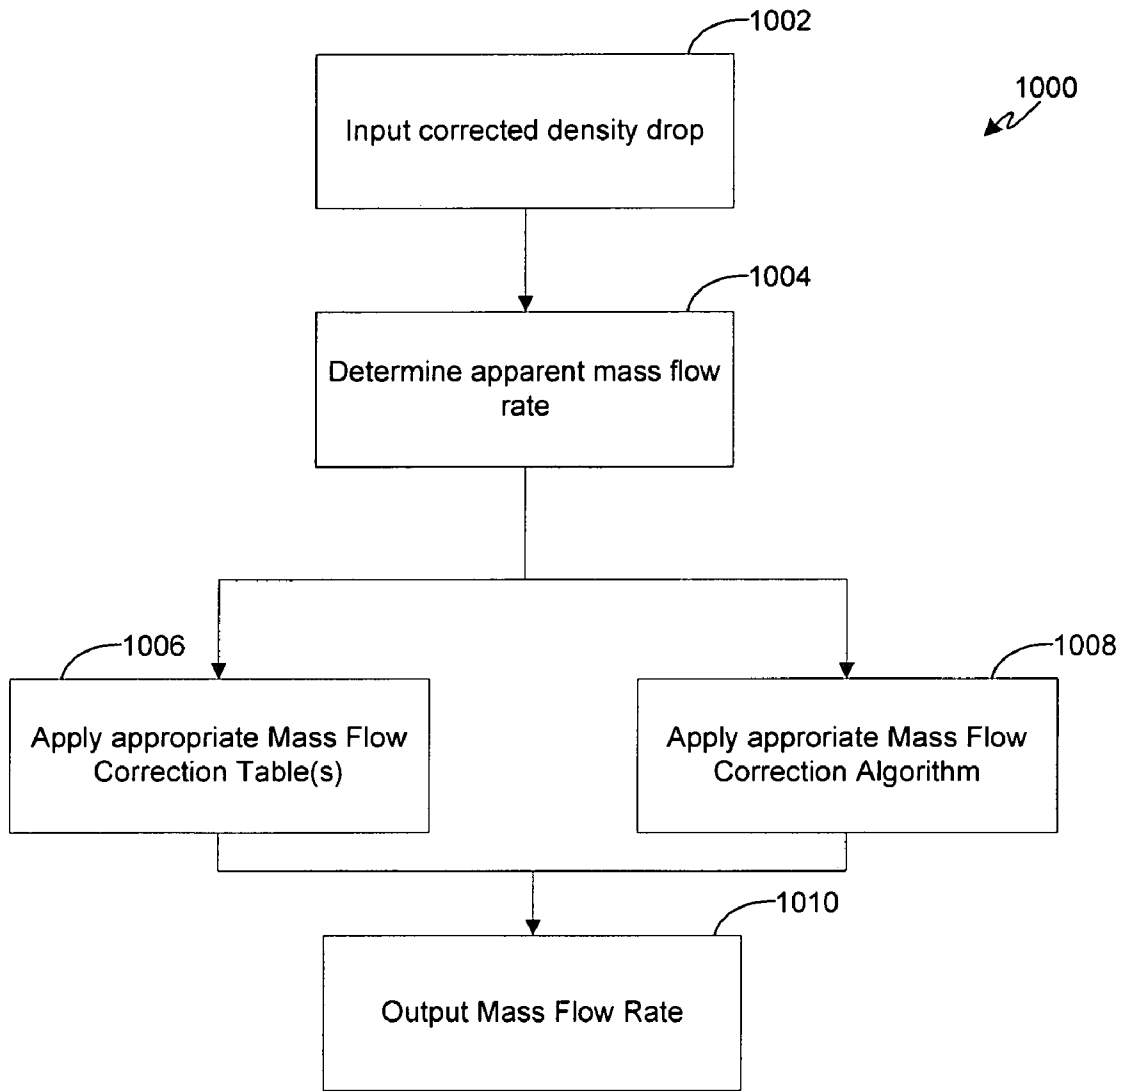 1002
1000
Input corrected density drop
1004
Determine apparent mass flow
rate
1006
1008
Apply appropriate Mass Flow
Correction Table(s)
Apply approriate Mass Flow
Correction Algorithm
1010
Output Mass Flow Rate